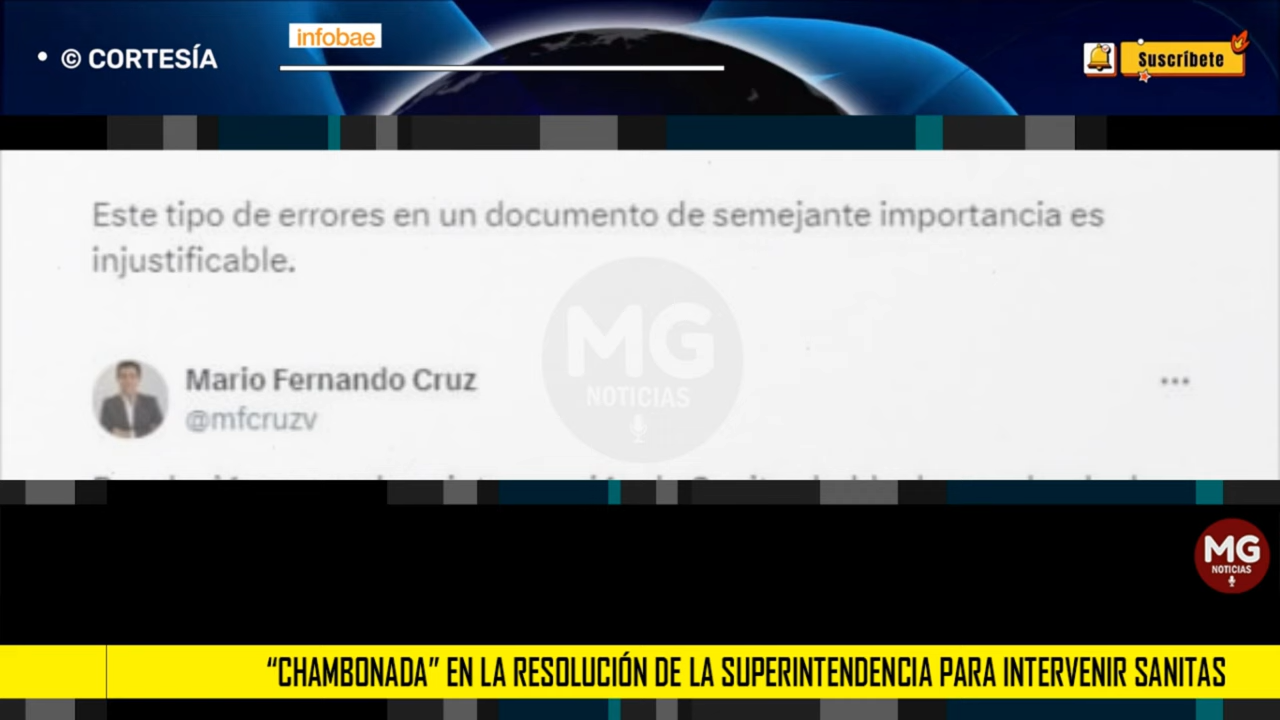 • © CORTESÍA
infobae
Suscríbete
Este tipo de errores en un documento de semejante importancia es
injustificable.
MG
NOTICIAS
Mario Fernando Cruz
@mfcruzv
MG
NOTICIAS
“CHAMBONADA” EN LA RESOLUCIÓN DE LA SUPERINTENDENCIA PARA INTERVENIR SANITAS